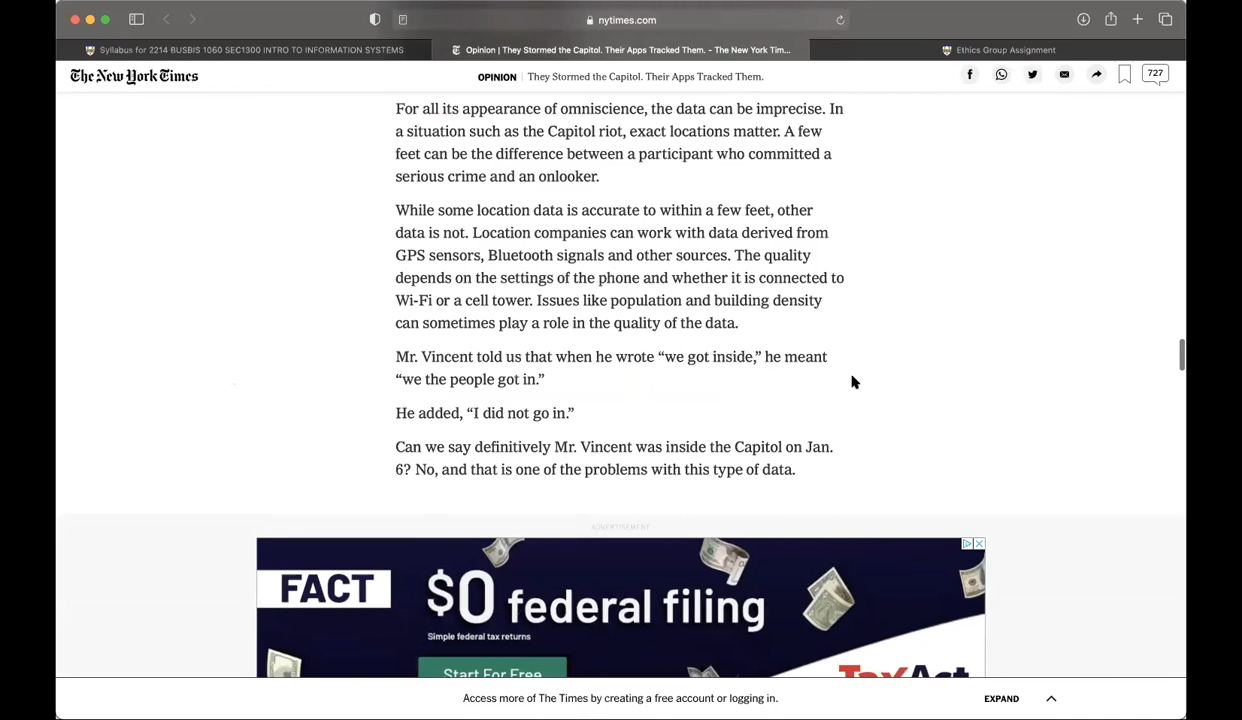 nytimes.com
Syllabus for 2214 BUSBIS 1060 SEC1300 INTRO TO INFORMATION SYSTEMS
Opinion | They Stormed the Capitol. Their Apps Tracked Them. - The New York Tim...
Ethics Group Assignment
The New York Times
OPINION | They Stormed the Capitol. Their Apps Tracked Them.
727
For all its appearance of omniscience, the data can be imprecise. In
a situation such as the Capitol riot, exact locations matter. A few
feet can be the difference between a participant who committed a
serious crime and an onlooker.
While some location data is accurate to within a few feet, other
data is not. Location companies can work with data derived from
GPS sensors, Bluetooth signals and other sources. The quality
depends on the settings of the phone and whether it is connected to
Wi-Fi or a cell tower. Issues like population and building density
can sometimes play a role in the quality of the data.
Mr. Vincent told us that when he wrote “we got inside,” he meant
“we the people got in.”
He added, “I did not go in.”
Can we say definitively Mr. Vincent was inside the Capitol on Jan.
6? No, and that is one of the problems with this type of data.
ADVERTISEMENT
FACT
$0 federal filing
Simple federal tax returns
Start For Free
TaxAct
Access more of The Times by creating a free account or logging in.
EXPAND